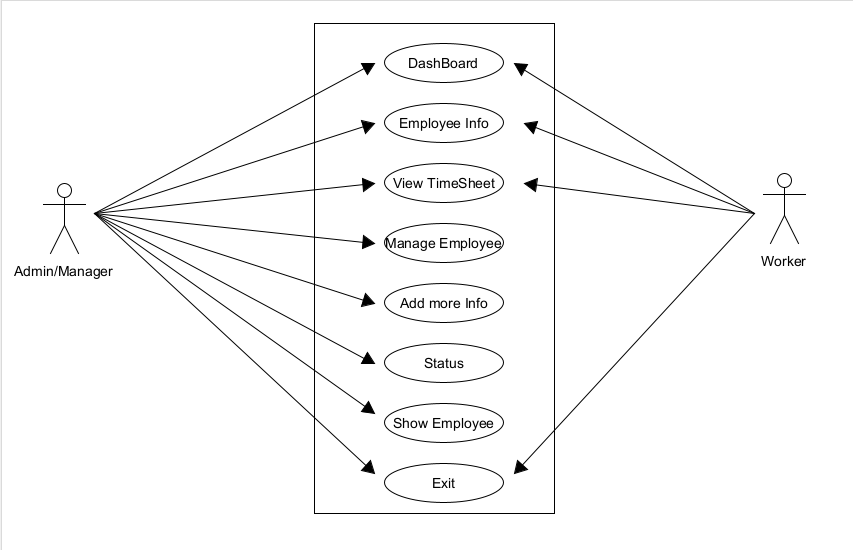 DashBoard
Employee Info
View TimeSheet
Manage Employee
Add more Info
Status
Show Employee
Exit
Admin/Manager
Worker